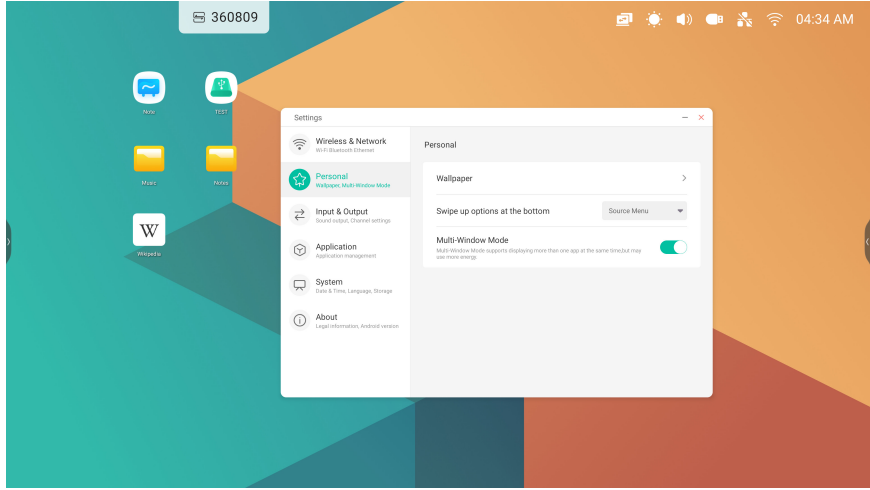 360809
04:34 AM
Note
TEST
Music
Notes
W
Wikipedia
Settings
Wireless & Network
Wi-Fi Bluetooth Ethernet
Personal
Wallpaper, Multi-Window Mode
Input & Output
Sound output, Channel settings
Application
Application management
System
Date & Time, Language, Storage
About
Legal information, Android version
Personal
Wallpaper
Swipe up options at the bottom
Source Menu
Multi-Window Mode
Multi-Window Mode supports displaying more than one app at the same time,but may
use more energy.